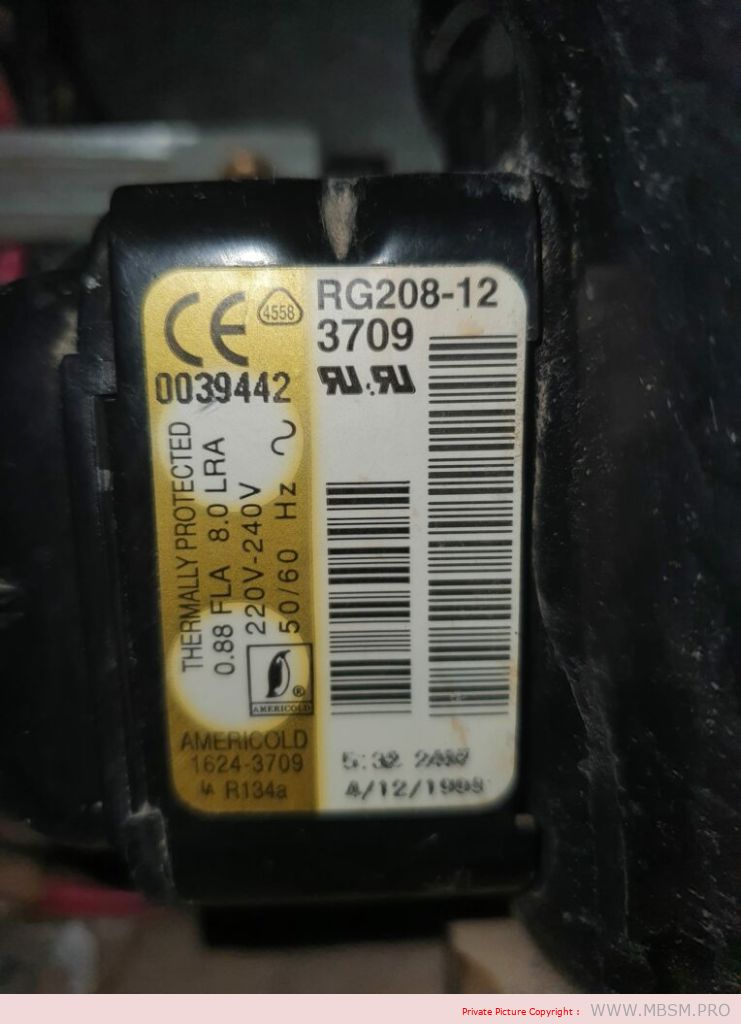 CE
4558
RG208-12
3709
0039442
THERMALLY PROTECTED
0.88 FLA 8.0 LRA
220V-240V
50/60 Hz
AMERICOLD
AMERICOLD
1624-3709
R134a
4/12/1998
Private Picture Copyright : WWW.MBSM.PRO